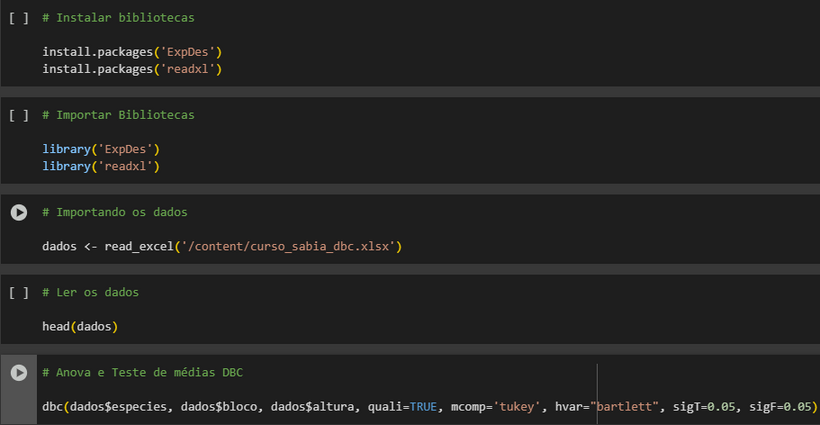 [ ] # Instalar bibliotecas
install.packages('ExpDes')
install.packages('readxl')
[ ] # Importar Bibliotecas
library('ExpDes')
library('readxl')
# Importando os dados
dados <- read_excel('/content/curso_sabia_dbc.xlsx')
[ ] # Ler os dados
head(dados)
# Anova e Teste de médias DBC
dbc(dados$especies, dados$bloco, dados$altura, quali=TRUE, mcomp='tukey', hvar="bartlett", sigT=0.05, sigF=0.05)